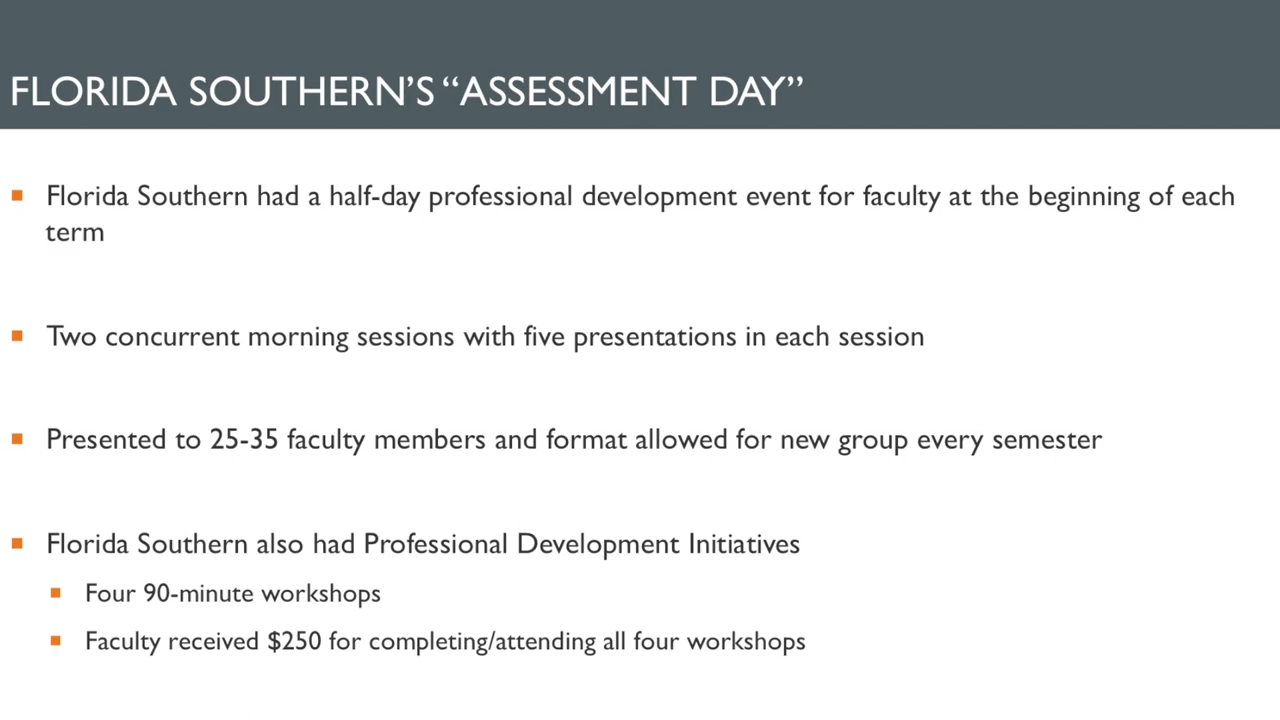 FLORIDA SOUTHERN’S “ASSESSMENT DAY”
Florida Southern had a half-day professional development event for faculty at the beginning of each
term
Two concurrent morning sessions with five presentations in each session
Presented to 25-35 faculty members and format allowed for new group every semester
Florida Southern also had Professional Development Initiatives
Four 90-minute workshops
Faculty received $250 for completing/attending all four workshops